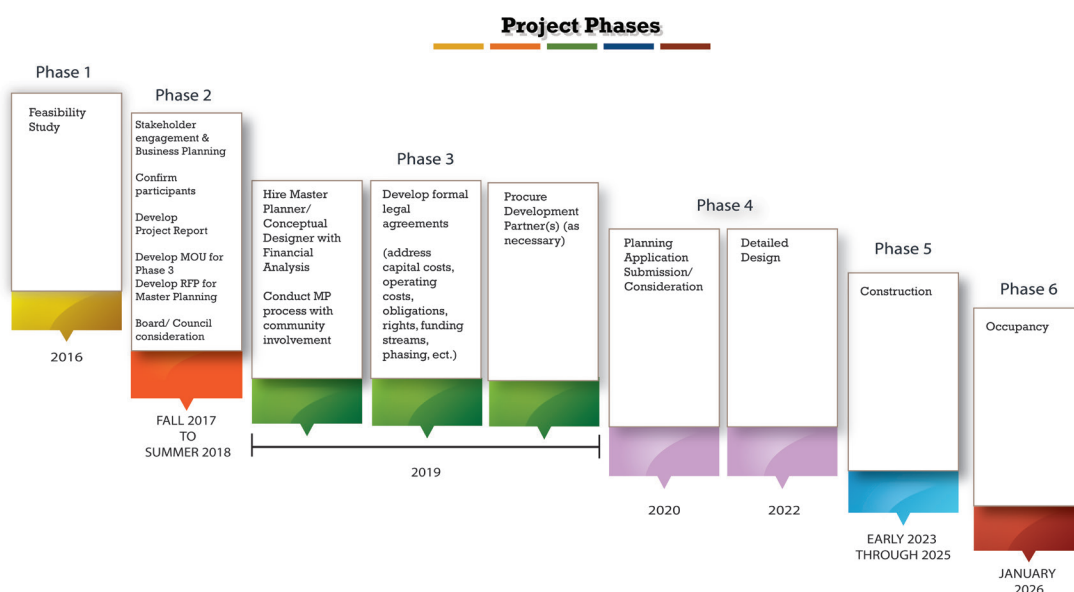 Project Phases
Phase 1
Feasibility
Study
2016
Phase 2
Stakeholder
engagement &
Business Planning
Confirm
participants
Develop
Project Report
Develop MOU for
Phase 3
Develop RFP for
Master Planning
Board/ Council
consideration
FALL 2017
TO
SUMMER 2018
Phase 3
Hire Master
Planner/
Conceptual
Designer with
Financial
Analysis
Conduct MP
process with
community
involvement
Develop formal
legal
agreements
(address
capital costs,
operating
costs,
obligations,
rights, funding
streams,
phasing, ect.)
Procure
Development
Partner(s) (as
necessary)
2019
Phase 4
Planning
Application
Submission/
Consideration
2020
Detailed
Design
2022
Phase 5
Construction
EARLY 2023
THROUGH 2025
Phase 6
Occupancy
JANUARY
2026